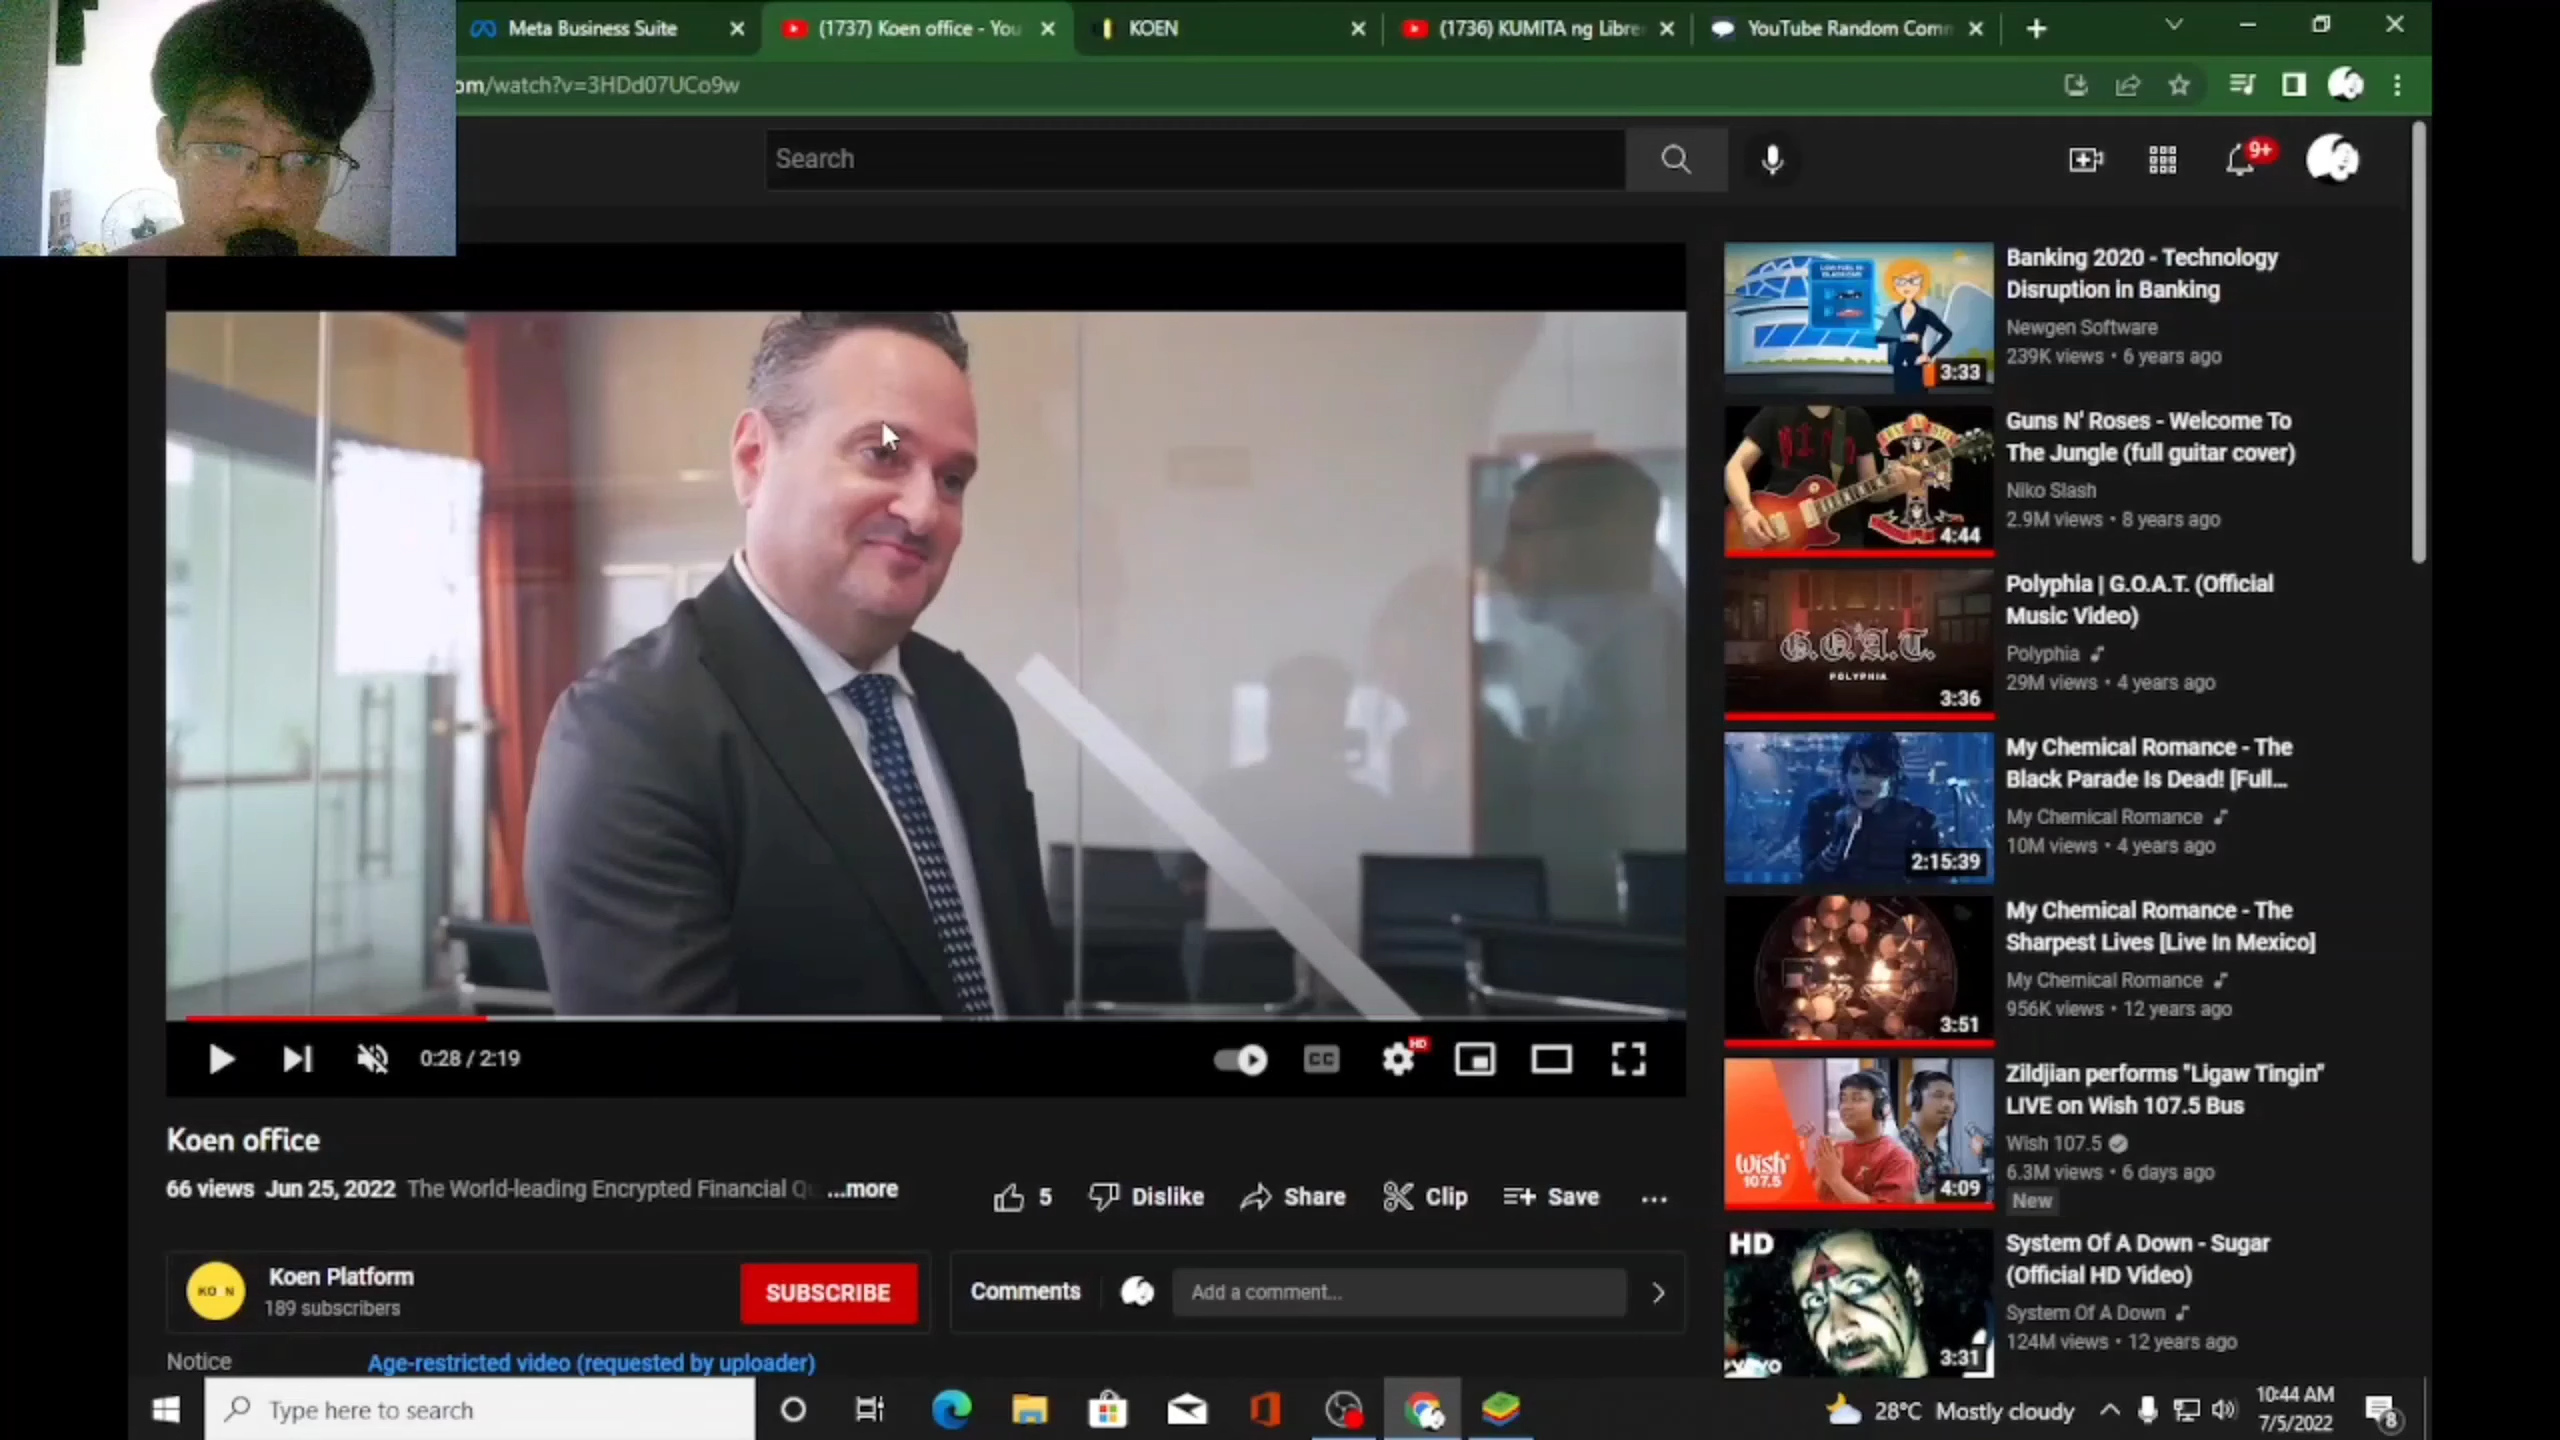 Meta Business Suite
(1737) Koen office - You
KOEN
(1736) KUMITA ng Libre
YouTube Random Com
om/watch?v=3HDd07UCo9w
Search
9+
Banking 2020 - Technology
Disruption in Banking
Newgen Software
239K views • 6 years ago
3:33
Guns N' Roses - Welcome To
The Jungle (full guitar cover)
Niko Slash
2.9M views • 8 years ago
4:44
Polyphia | G.O.A.T. (Official
Music Video)
Polyphia
29M views • 4 years ago
G.O.A.T.
POLYPHIA
3:36
My Chemical Romance - The
Black Parade Is Dead! [Full...
My Chemical Romance
10M views • 4 years ago
2:15:39
My Chemical Romance - The
Sharpest Lives [Live In Mexico]
My Chemical Romance
956K views • 12 years ago
3:51
Zildjian performs "Ligaw Tingin"
LIVE on Wish 107.5 Bus
Wish 107.5
6.3M views • 6 days ago
New
wish
107.5
4:09
System Of A Down - Sugar
(Official HD Video)
System Of A Down
124M views • 12 years ago
HD
vevo
3:31
0:28 / 2:19
CC
HD
Koen office
66 views Jun 25, 2022 The World-leading Encrypted Financial Q ...more
5
Dislike
Share
Clip
Save
KOEN
Koen Platform
189 subscribers
SUBSCRIBE
Comments
Add a comment...
Notice
Age-restricted video (requested by uploader)
Type here to search
28°C Mostly cloudy
10:44 AM
7/5/2022
8